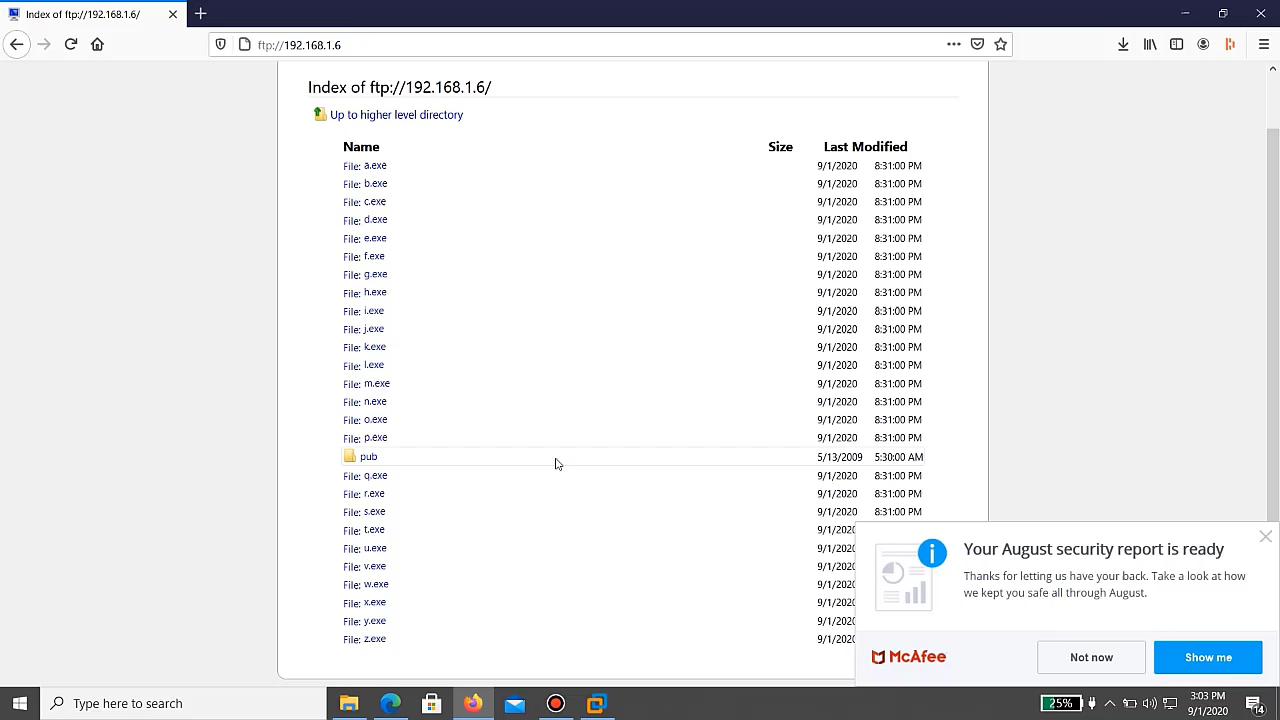 Index of ftp://192.168.1.6/
ftp://192.168.1.6
Index of ftp://192.168.1.6/
Up to higher level directory
Name Size Last Modified
File: a.exe 9/1/2020 8:31:00 PM
File: b.exe 9/1/2020 8:31:00 PM
File: c.exe 9/1/2020 8:31:00 PM
File: d.exe 9/1/2020 8:31:00 PM
File: e.exe 9/1/2020 8:31:00 PM
File: f.exe 9/1/2020 8:31:00 PM
File: g.exe 9/1/2020 8:31:00 PM
File: h.exe 9/1/2020 8:31:00 PM
File: i.exe 9/1/2020 8:31:00 PM
File: j.exe 9/1/2020 8:31:00 PM
File: k.exe 9/1/2020 8:31:00 PM
File: l.exe 9/1/2020 8:31:00 PM
File: m.exe 9/1/2020 8:31:00 PM
File: n.exe 9/1/2020 8:31:00 PM
File: o.exe 9/1/2020 8:31:00 PM
File: p.exe 9/1/2020 8:31:00 PM
pub 5/13/2009 5:30:00 AM
File: q.exe 9/1/2020 8:31:00 PM
File: r.exe 9/1/2020 8:31:00 PM
File: s.exe 9/1/2020 8:31:00 PM
File: t.exe 9/1/2020
File: u.exe 9/1/2020
File: v.exe 9/1/2020
File: w.exe 9/1/2020
File: x.exe 9/1/2020
File: y.exe 9/1/2020
File: z.exe 9/1/2020
Your August security report is ready
Thanks for letting us have your back. Take a look at how
we kept you safe all through August.
McAfee
Not now
Show me
Type here to search
25%
3:03 PM
9/1/2020
14